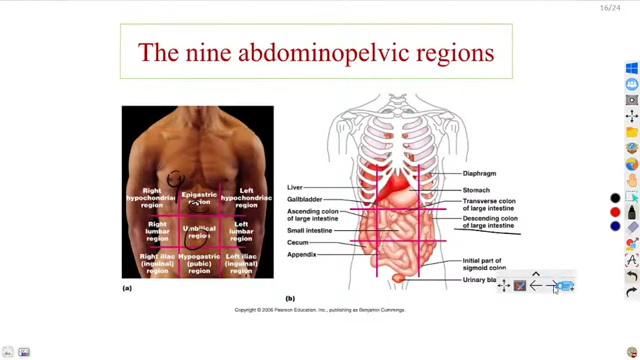 16/24
The nine abdominopelvic regions
Right
hypochondriac
region
Epigastric
region
Left
hypochondriac
region
Right
lumbar
region
Umbilical
region
Left
lumbar
region
Right iliac
(inguinal)
region
Hypogastric
(pubic)
region
Left iliac
(inguinal)
region
(a)
Liver
Gallbladder
Ascending colon
of large intestine
Small intestine
Cecum
Appendix
Diaphragm
Stomach
Transverse colon
of large intestine
Descending colon
of large intestine
Initial part of
sigmoid colon
Urinary
(b)
Copyright © 2006 Pearson Education, Inc., publishing as Benjamin Cummings.